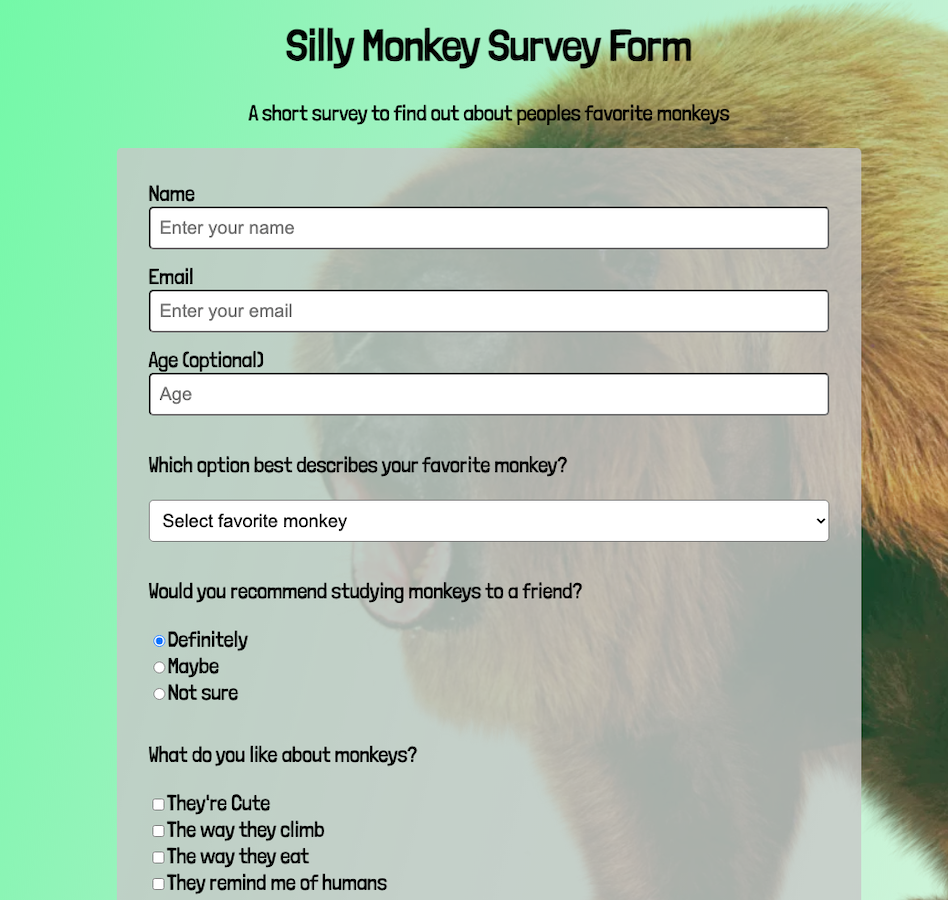 Silly Monkey Survey Form
A short survey to find out about peoples favorite monkeys
Name
Enter your name
Email
Enter your email
Age (optional)
Age
Which option best describes your favorite monkey?
Select favorite monkey
Would you recommend studying monkeys to a friend?
Definitely
Maybe
Not sure
What do you like about monkeys?
They're Cute
The way they climb
The way they eat
They remind me of humans